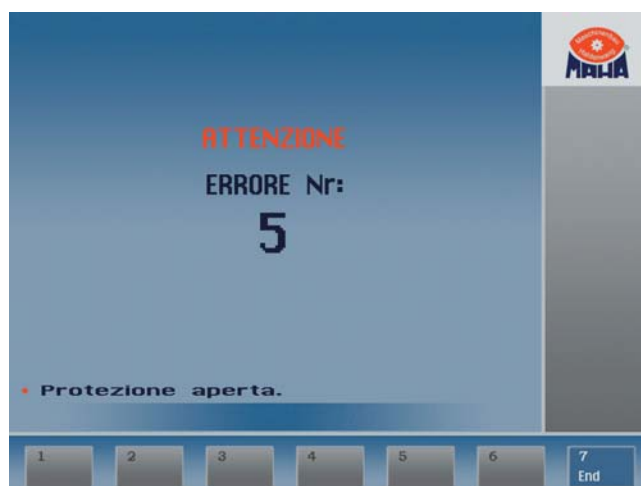 MAHA
ATTENZIONE
ERRORE Nr:
5
• Protezione aperta.
1 2 3 4 5 6 7
End